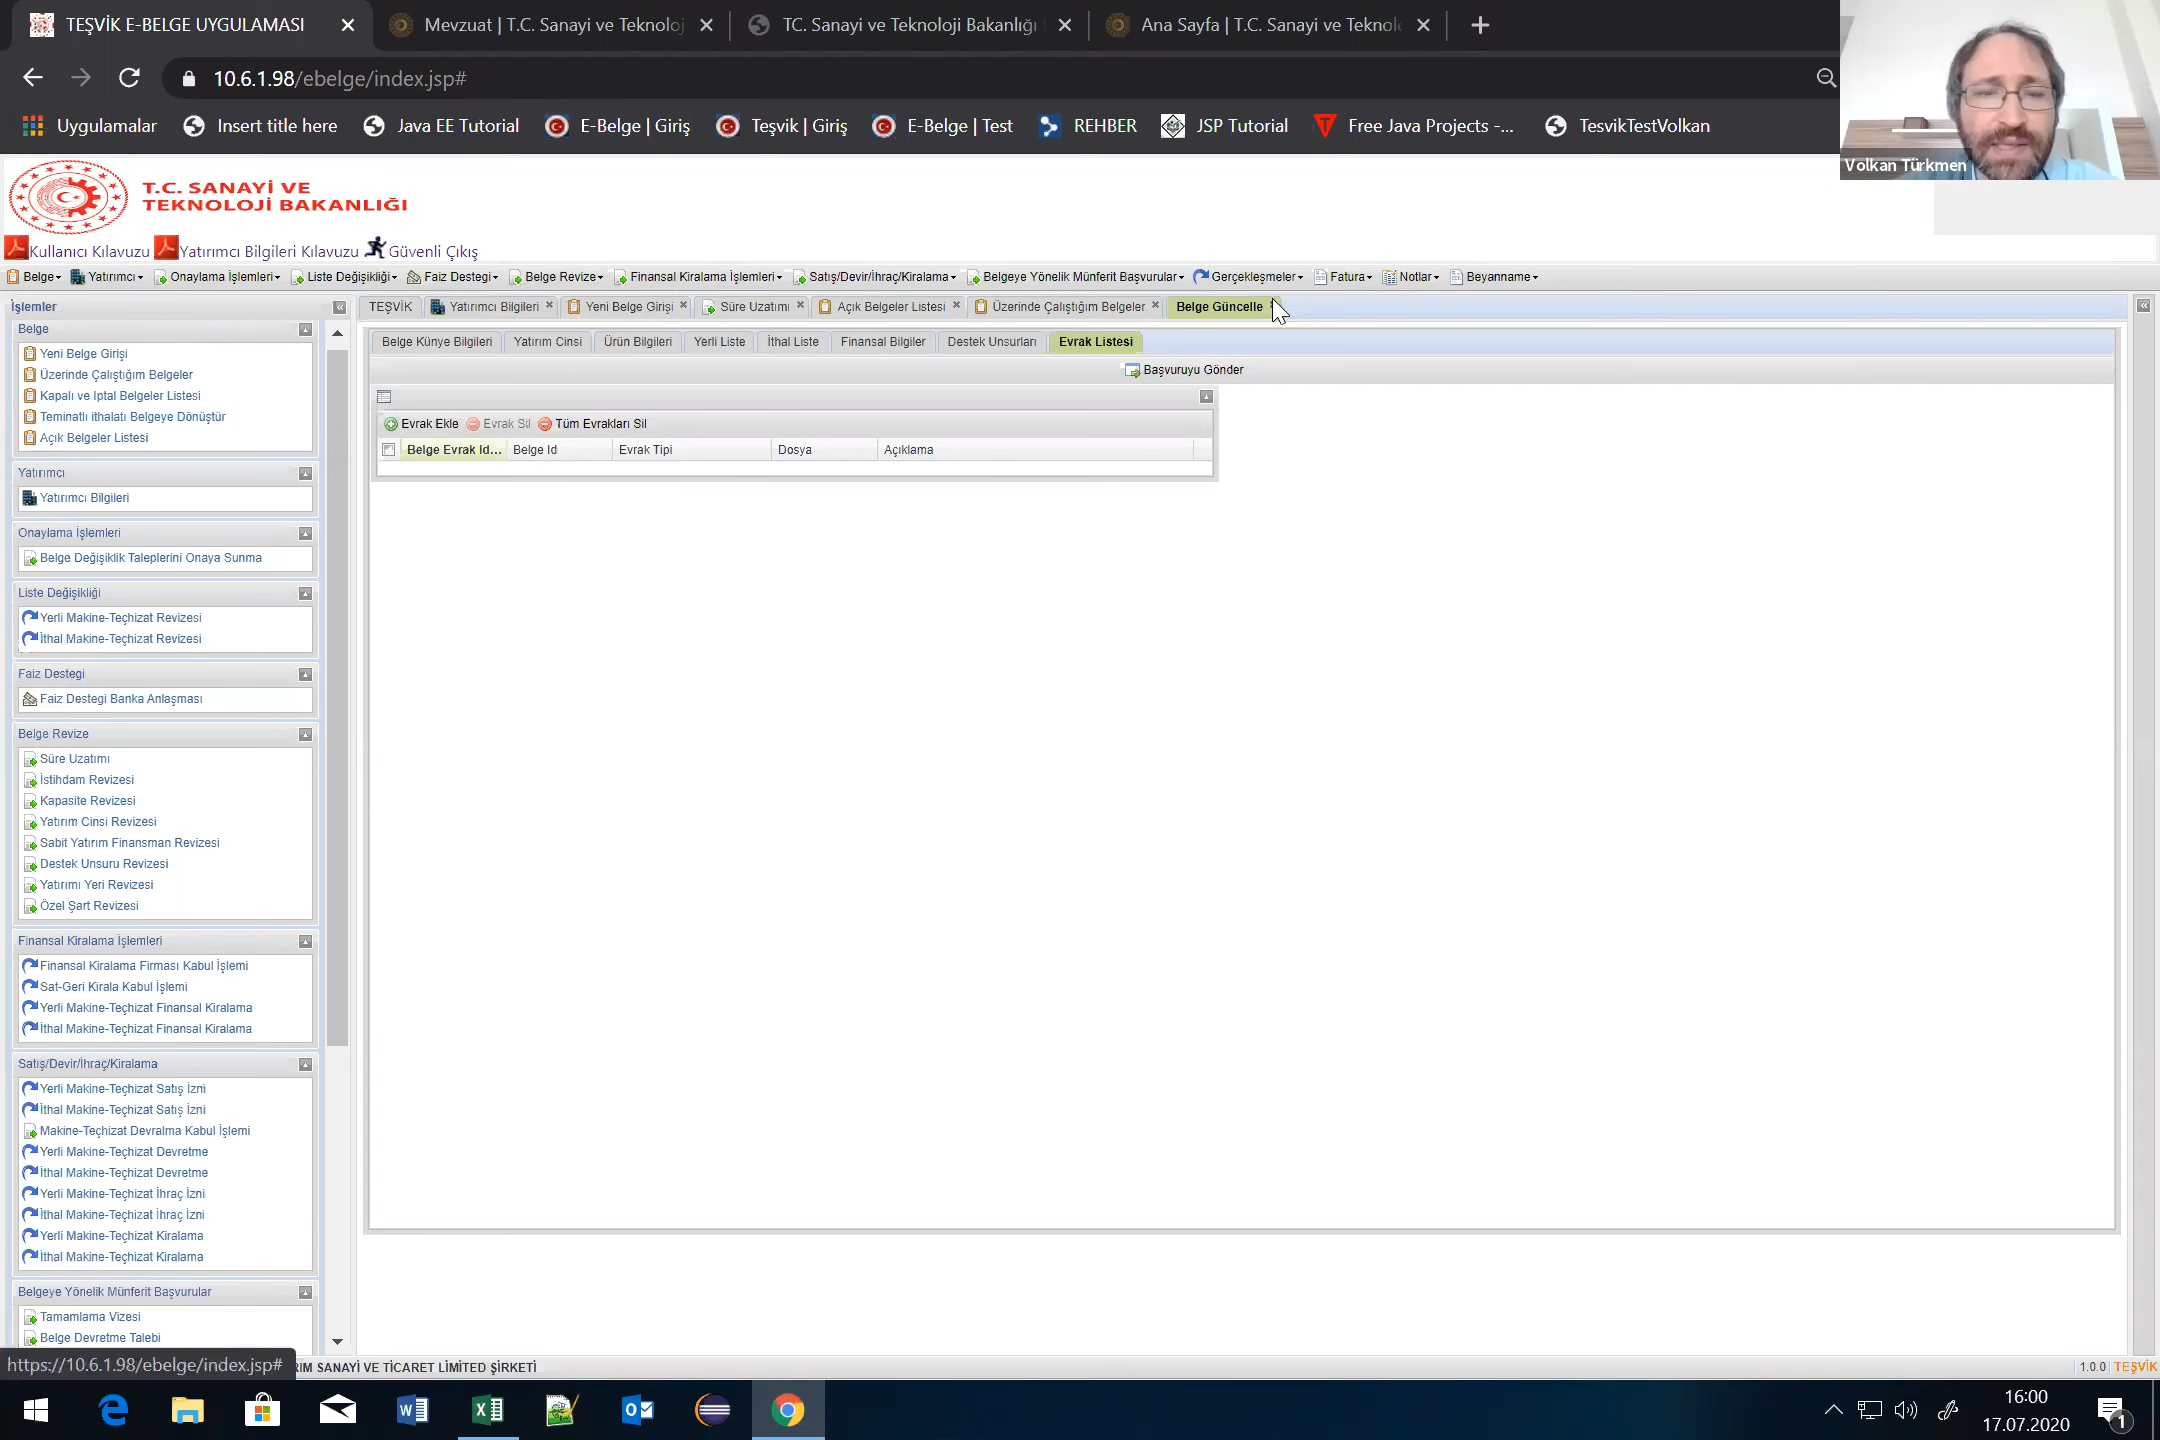 TEŞVİK E-BELGE UYGULAMASI
Mevzuat | T.C. Sanayi ve Teknoloj
TC. Sanayi ve Teknoloji Bakanlığı
Ana Sayfa | T.C. Sanayi ve Teknol
10.6.1.98/ebelge/index.jsp#
Uygulamalar
Insert title here
Java EE Tutorial
E-Belge | Giriş
Teşvik | Giriş
E-Belge | Test
REHBER
JSP Tutorial
Free Java Projects -...
TesvikTestVolkan
Volkan Türkmen
T.C. SANAYİ VE
TEKNOLOJİ BAKANLIĞI
Kullanıcı Kılavuzu Yatırımcı Bilgileri Kılavuzu Güvenli Çıkış
Belge Yatırımcı Onaylama İşlemleri Liste Değişikliği Faiz Destegi Belge Revize Finansal Kiralama İşlemleri Satış/Devir/İhraç/Kiralama Belgeye Yönelik Münferit Başvurular Gerçekleşmeler Fatura Notlar Beyanname
İşlemler
TEŞVİK Yatırımcı Bilgileri Yeni Belge Girişi Süre Uzatımı Açık Belgeler Listesi Üzerinde Çalıştığım Belgeler Belge Güncelle
Belge Künye Bilgileri Yatırım Cinsi Ürün Bilgileri Yerli Liste İthal Liste Finansal Bilgiler Destek Unsurları Evrak Listesi
Başvuruyu Gönder
Evrak Ekle Evrak Sil Tüm Evrakları Sil
Belge Evrak Id... Belge Id Evrak Tipi Dosya Açıklama
Belge
Yeni Belge Girişi
Üzerinde Çalıştığım Belgeler
Kapalı ve Iptal Belgeler Listesi
Teminatlı ithalatı Belgeye Dönüştür
Açık Belgeler Listesi
Yatırımcı
Yatırımcı Bilgileri
Onaylama İşlemleri
Belge Değişiklik Taleplerini Onaya Sunma
Liste Değişikliği
Yerli Makine-Teçhizat Revizesi
İthal Makine-Teçhizat Revizesi
Faiz Destegi
Faiz Destegi Banka Anlaşması
Belge Revize
Süre Uzatımı
İstihdam Revizesi
Kapasite Revizesi
Yatırım Cinsi Revizesi
Sabit Yatırım Finansman Revizesi
Destek Unsuru Revizesi
Yatırımı Yeri Revizesi
Özel Şart Revizesi
Finansal Kiralama İşlemleri
Finansal Kiralama Firması Kabul İşlemi
Sat-Geri Kirala Kabul İşlemi
Yerli Makine-Teçhizat Finansal Kiralama
İthal Makine-Teçhizat Finansal Kiralama
Satış/Devir/İhraç/Kiralama
Yerli Makine-Teçhizat Satış İzni
İthal Makine-Teçhizat Satış İzni
Makine-Teçhizat Devralma Kabul İşlemi
Yerli Makine-Teçhizat Devretme
İthal Makine-Teçhizat Devretme
Yerli Makine-Teçhizat İhraç İzni
İthal Makine-Teçhizat İhraç İzni
Yerli Makine-Teçhizat Kiralama
İthal Makine-Teçhizat Kiralama
Belgeye Yönelik Münferit Başvurular
Tamamlama Vizesi
Belge Devretme Talebi
https://10.6.1.98/ebelge/index.jsp#
RIM SANAYİ VE TİCARET LİMİTED ŞİRKETİ
1.0.0 TEŞVİK
16:00
17.07.2020
1